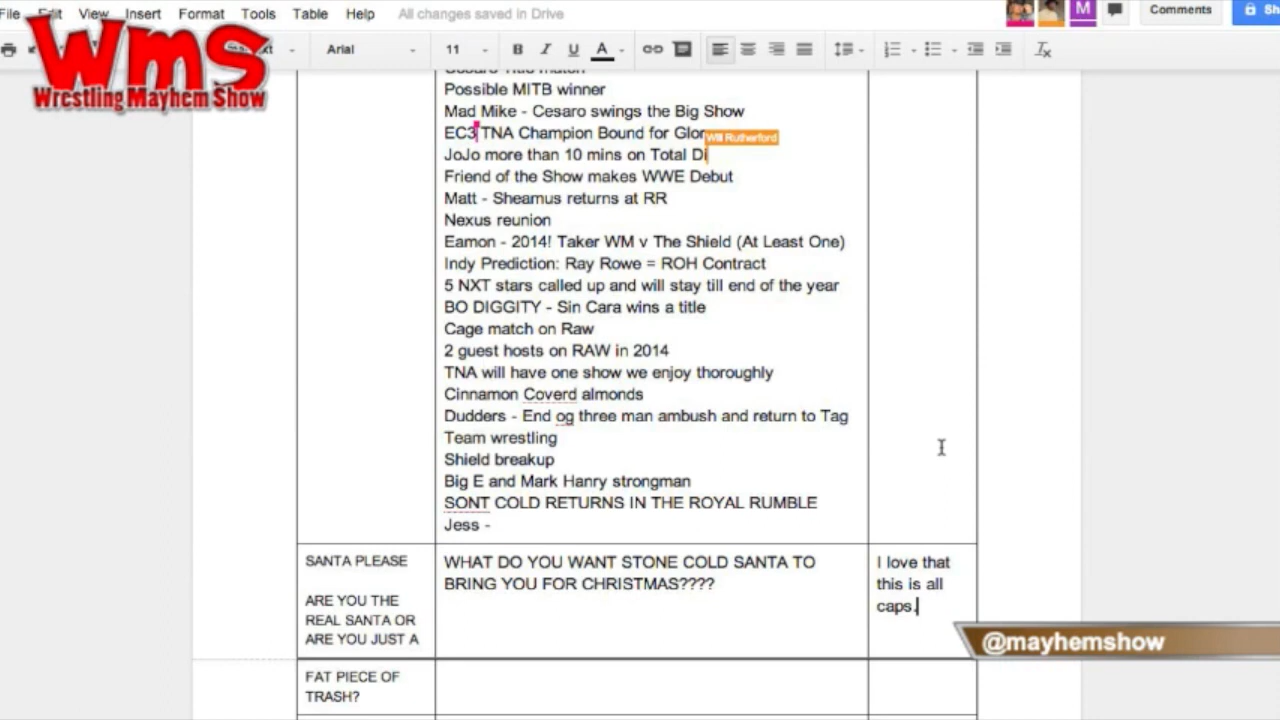 File Edit View Insert Format Tools Table Help All changes saved in Drive
M Comments
WMS
Wrestling Mayhem Show
Arial 11 B I U A
Possible MITB winner
Mad Mike - Cesaro swings the Big Show
EC3 TNA Champion Bound for Glor
Will Rutherford
JoJo more than 10 mins on Total Di
Friend of the Show makes WWE Debut
Matt - Sheamus returns at RR
Nexus reunion
Eamon - 2014! Taker WM v The Shield (At Least One)
Indy Prediction: Ray Rowe = ROH Contract
5 NXT stars called up and will stay till end of the year
BO DIGGITY - Sin Cara wins a title
Cage match on Raw
2 guest hosts on RAW in 2014
TNA will have one show we enjoy thoroughly
Cinnamon Coverd almonds
Dudders - End og three man ambush and return to Tag
Team wrestling
Shield breakup
Big E and Mark Hanry strongman
SONT COLD RETURNS IN THE ROYAL RUMBLE
Jess -
SANTA PLEASE
ARE YOU THE
REAL SANTA OR
ARE YOU JUST A
FAT PIECE OF
TRASH?
WHAT DO YOU WANT STONE COLD SANTA TO
BRING YOU FOR CHRISTMAS????
I love that
this is all
caps.
@mayhemshow